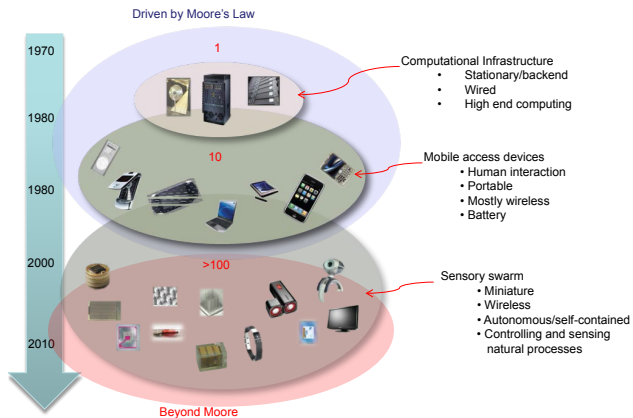 Driven by Moore's Law
1970
1
Computational Infrastructure
• Stationary/backend
• Wired
• High end computing
1980
10
Mobile access devices
• Human interaction
• Portable
• Mostly wireless
• Battery
1980
2000
>100
Sensory swarm
• Miniature
• Wireless
• Autonomous/self-contained
• Controlling and sensing
natural processes
2010
Beyond Moore